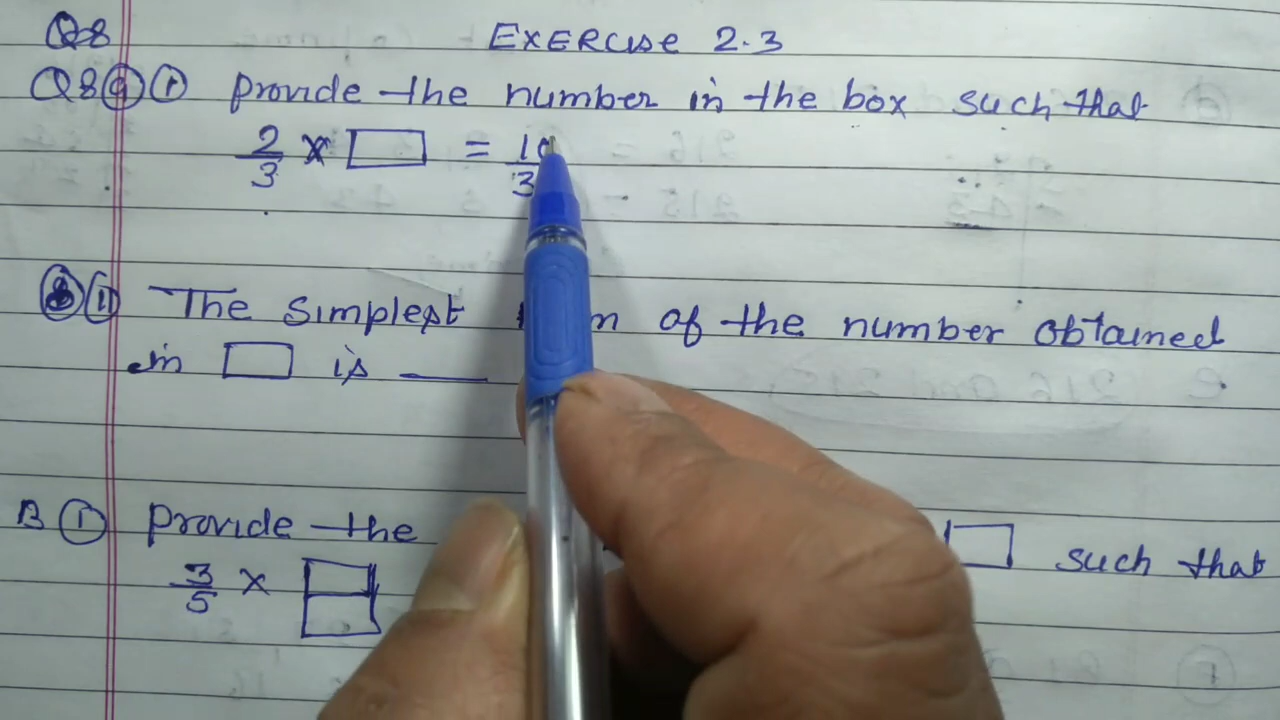 Q8 Exercise 2.3
Q8 a i Provide the number in the box such that
2/3 × □ = 10/3
ii The simplest of the number obtained
in □ is ___
B i Provide the □ such that
3/5 ×